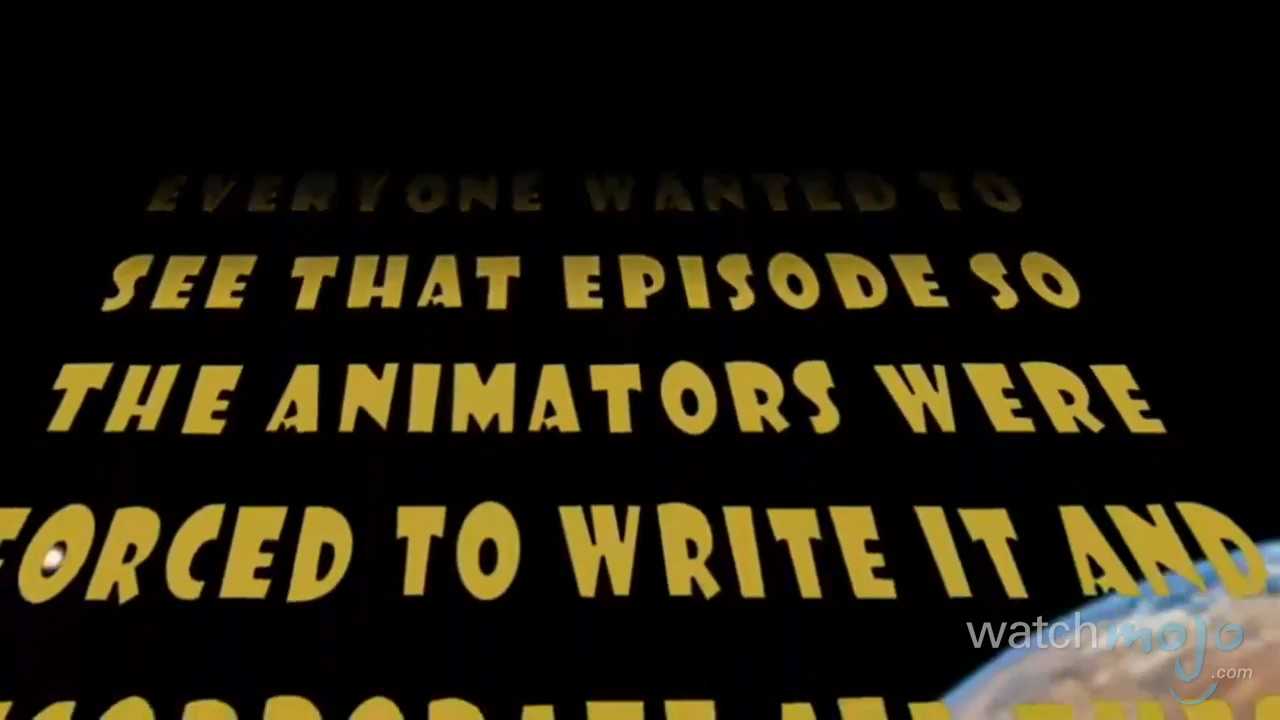 EVERYONE WANTED TO
SEE THAT EPISODE SO
THE ANIMATORS WERE
FORCED TO WRITE IT AND
watchmojo
.com